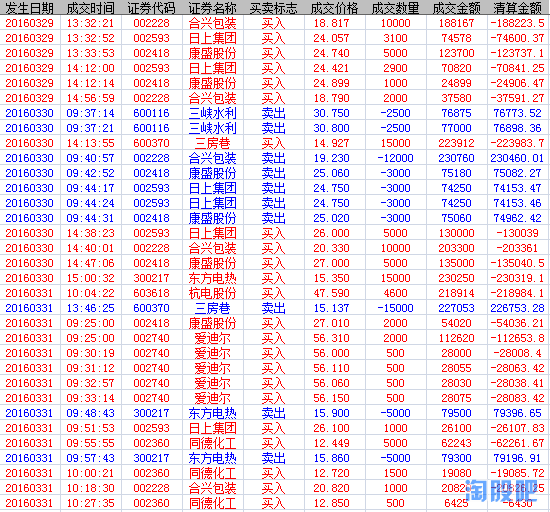 发生日期 成交时间 证券代码 证券名称 买卖标志 成交价格 成交数量 成交金额 清算金额
20160329 13:32:21 002228 合兴包装 买入 18.817 10000 188167 -188223.5
20160329 13:32:52 002593 日上集团 买入 24.057 3100 74578 -74600.37
20160329 13:33:53 002418 康盛股份 买入 24.740 5000 123700 -123737.1
20160329 14:12:00 002593 日上集团 买入 24.421 2900 70820 -70841.25
20160329 14:12:14 002418 康盛股份 买入 24.899 1000 24899 -24906.47
20160329 14:56:59 002228 合兴包装 买入 18.790 2000 37580 -37591.27
20160330 09:37:14 600116 三峡水利 卖出 30.750 -2500 76875 76773.52
20160330 09:37:21 600116 三峡水利 卖出 30.800 -2500 77000 76898.36
20160330 14:13:55 600370 三房巷 买入 14.927 15000 223912 -223983.7
20160330 09:40:57 002228 合兴包装 卖出 19.230 -12000 230760 230460.01
20160330 09:42:52 002418 康盛股份 卖出 25.060 -3000 75180 75082.27
20160330 09:44:17 002593 日上集团 卖出 24.750 -3000 74250 74153.47
20160330 09:44:24 002593 日上集团 卖出 24.750 -3000 74250 74153.46
20160330 09:44:31 002418 康盛股份 卖出 25.020 -3000 75060 74962.42
20160330 14:38:23 002593 日上集团 买入 26.000 5000 130000 -130039
20160330 14:40:01 002228 合兴包装 买入 20.330 10000 203300 -203361
20160330 14:47:06 002418 康盛股份 买入 27.000 5000 135000 -135040.5
20160330 15:00:32 300217 东方电热 买入 15.350 15000 230250 -230319.1
20160331 10:04:22 603618 杭电股份 买入 47.590 4600 218914 -218984.1
20160331 13:46:25 600370 三房巷 卖出 15.137 -15000 227053 226753.28
20160331 09:25:00 002418 康盛股份 买入 27.010 2000 54020 -54036.21
20160331 09:25:00 002740 爱迪尔 买入 56.310 2000 112620 -112653.8
20160331 09:30:19 002740 爱迪尔 买入 56.000 500 28000 -28008.4
20160331 09:31:12 002740 爱迪尔 买入 56.110 500 28055 -28063.42
20160331 09:32:57 002740 爱迪尔 买入 56.060 500 28030 -28038.41
20160331 09:33:14 002740 爱迪尔 买入 56.150 500 28075 -28083.42
20160331 09:48:43 300217 东方电热 卖出 15.900 -5000 79500 79396.65
20160331 09:51:53 002593 日上集团 买入 26.100 1000 26100 -26107.83
20160331 09:55:55 002360 同德化工 买入 12.449 5000 62243 -62261.67
20160331 09:57:43 300217 东方电热 卖出 15.860 -5000 79300 79196.91
20160331 10:00:21 002360 同德化工 买入 12.720 1500 19080 -19085.72
20160331 10:18:30 002228 合兴包装 买入 20.820 1000 20820 -20826.25
20160331 10:27:35 002360 同德化工 买入 12.850 500 6425 -6430
淘股吧